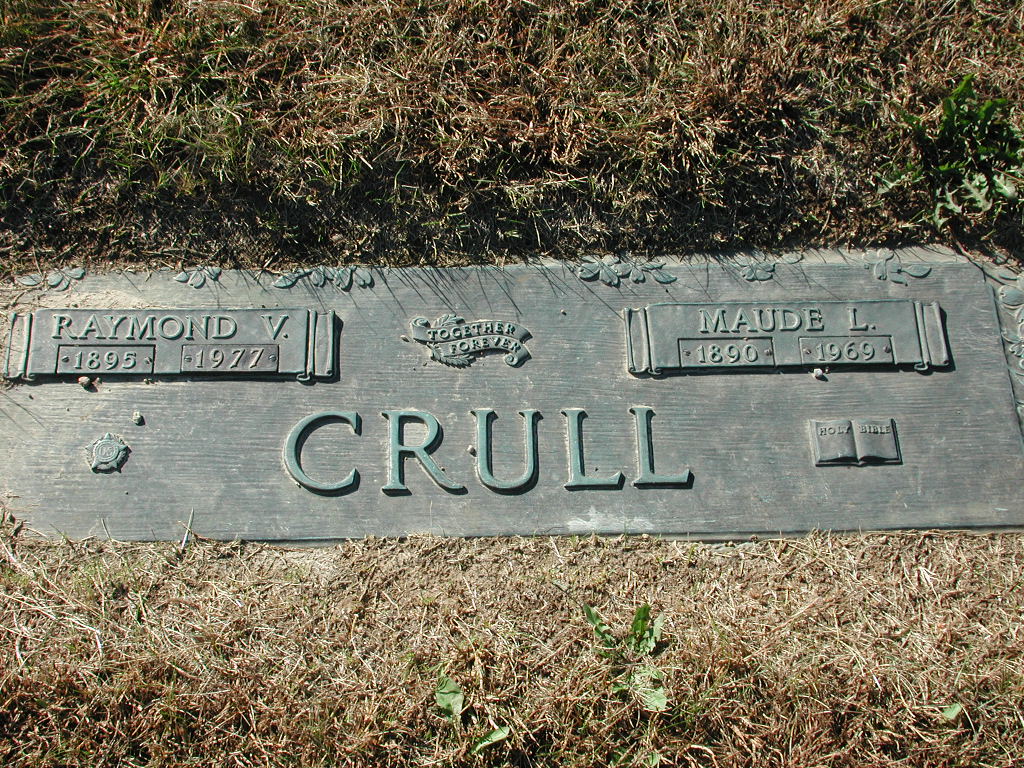 RAYMOND V.
1895 1977
TOGETHER
FOREVER
MAUDE L.
1890 1969
CRULL
HOLY BIBLE